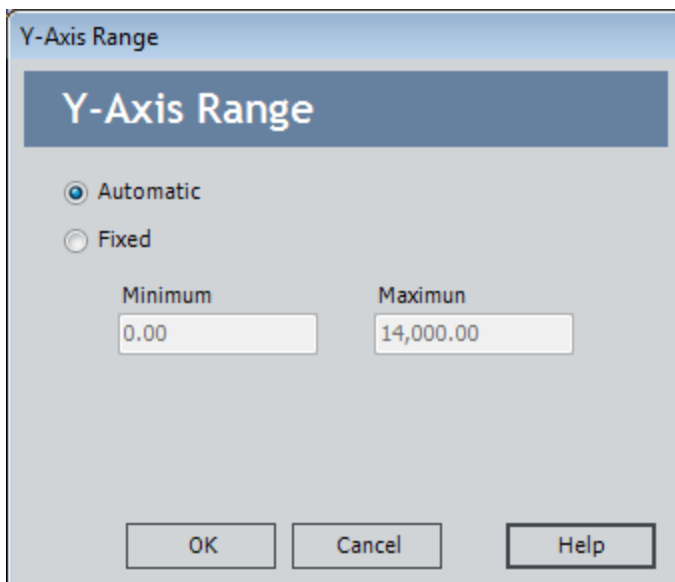 Y-Axis Range
Y-Axis Range
Automatic
Fixed
Minimum Maximun
0.00 14,000.00
OK Cancel Help